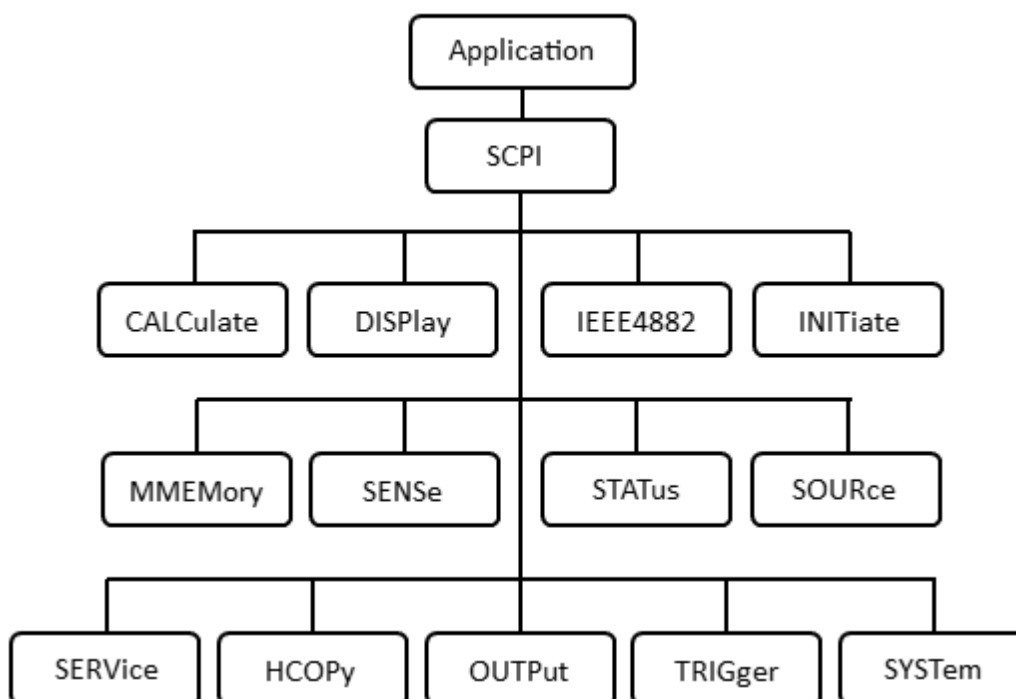 Application
SCPI
CALCulate
DISPlay
IEEE4882
INITiate
MMEMory
SENSe
STATus
SOURce
SERVice
HCOPy
OUTPut
TRIGger
SYSTem